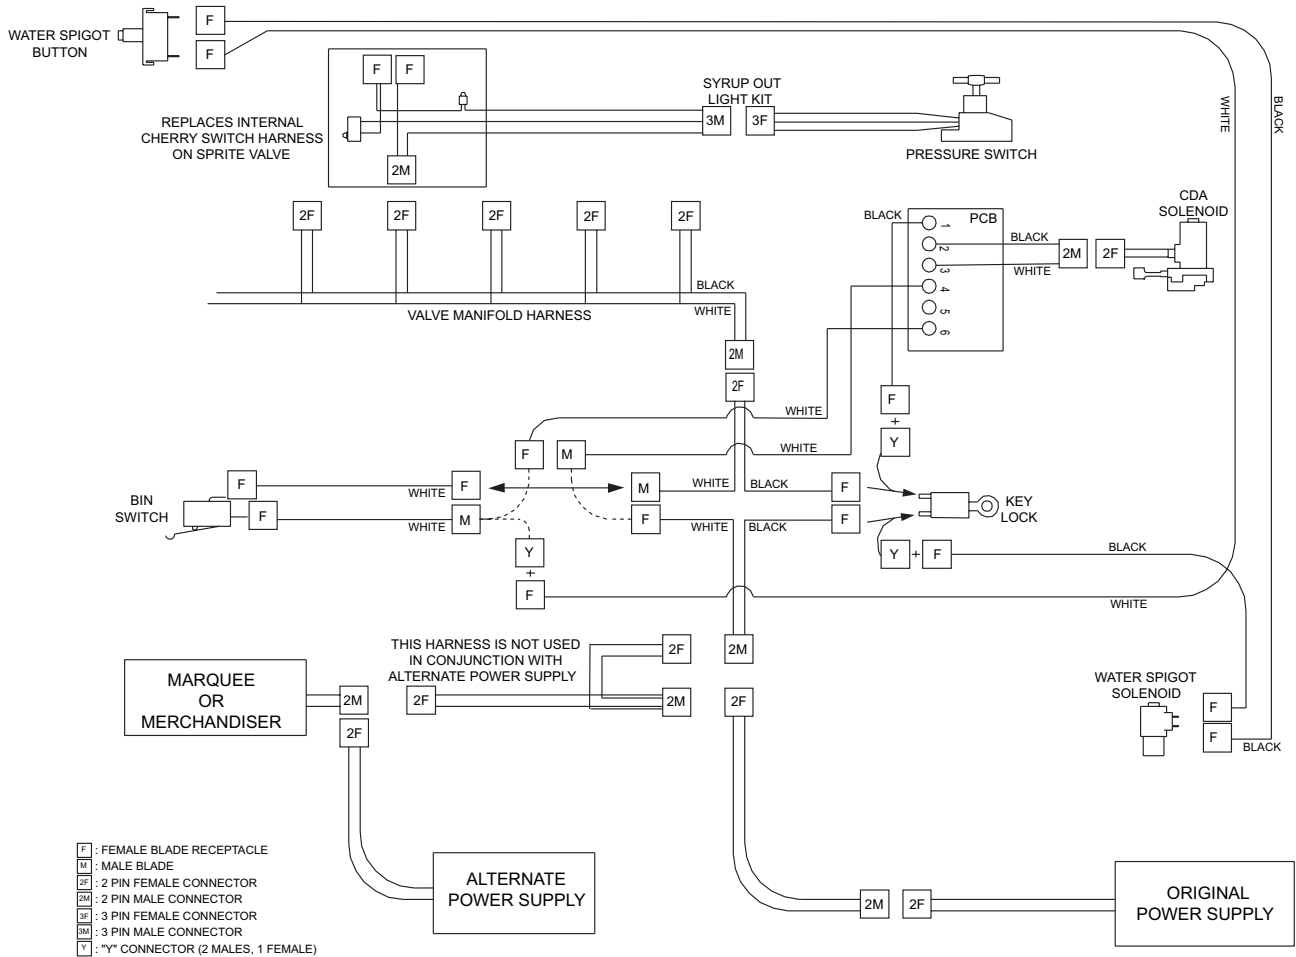 WATER SPIGOT
BUTTON
F
F
F
F
REPLACES INTERNAL
CHERRY SWITCH HARNESS
ON SPRITE VALVE
2M
SYRUP OUT
LIGHT KIT
3M
3F
PRESSURE SWITCH
WHITE
BLACK
2F
2F
2F
2F
2F
BLACK
WHITE
VALVE MANIFOLD HARNESS
BLACK
PCB
1
2
3
4
5
6
BLACK
WHITE
2M
2F
CDA
SOLENOID
2M
2F
WHITE
WHITE
F
+
Y
F
M
BIN
SWITCH
F
F
WHITE
F
WHITE
M
M
WHITE
BLACK
F
F
WHITE
BLACK
F
KEY
LOCK
Y
+
F
Y
+
F
BLACK
WHITE
THIS HARNESS IS NOT USED
IN CONJUNCTION WITH
ALTERNATE POWER SUPPLY
2F
2M
MARQUEE
OR
MERCHANDISER
2M
2F
2M
2F
2F
WATER SPIGOT
SOLENOID
F
F
BLACK
F : FEMALE BLADE RECEPTACLE
M : MALE BLADE
2F : 2 PIN FEMALE CONNECTOR
2M : 2 PIN MALE CONNECTOR
3F : 3 PIN FEMALE CONNECTOR
3M : 3 PIN MALE CONNECTOR
Y : "Y" CONNECTOR (2 MALES, 1 FEMALE)
ALTERNATE
POWER SUPPLY
2M
2F
ORIGINAL
POWER SUPPLY